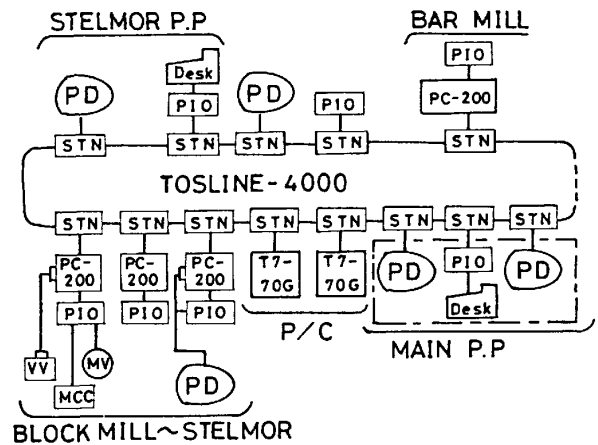 STELMOR P.P
BAR MILL
PD
Desk
PIO
PD
PIO
PIO
PC-200
STN STN STN STN STN
TOSLINE-4000
STN STN STN STN STN STN STN STN
PC-200
PC-200
PC-200
T7-70G
T7-70G
PD
PIO
PD
PIO
PIO
PIO
Desk
P/C
MAIN P.P
VV
MV
MCC
PD
BLOCK MILL~STELMOR